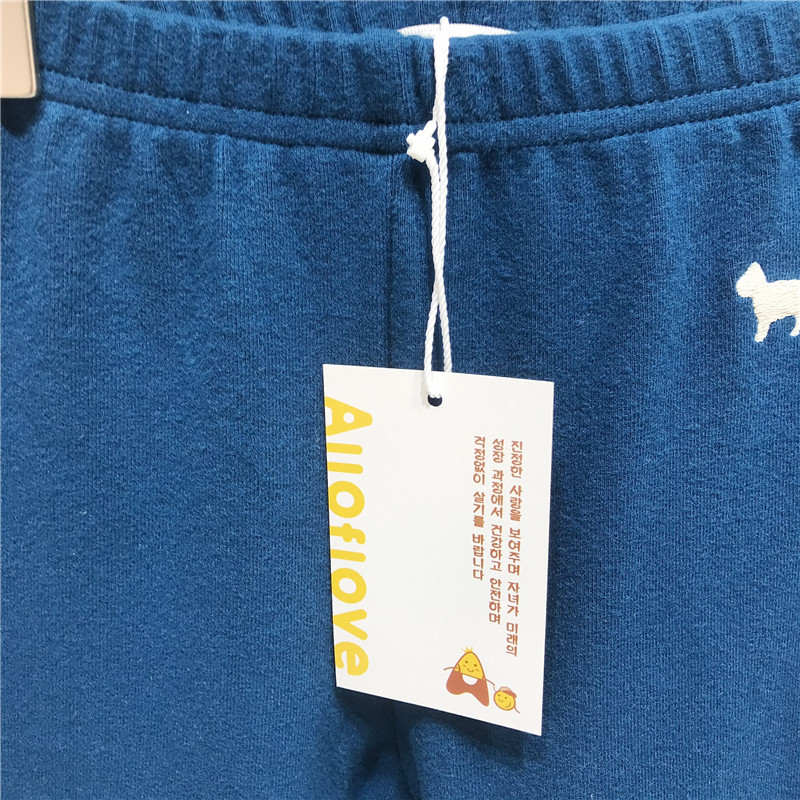 Alloflove
진정한 사랑을 보여주며 자녀가 미래의
성장 과정에서 건강하고 안전하며
걱정없이 살기를 바랍니다